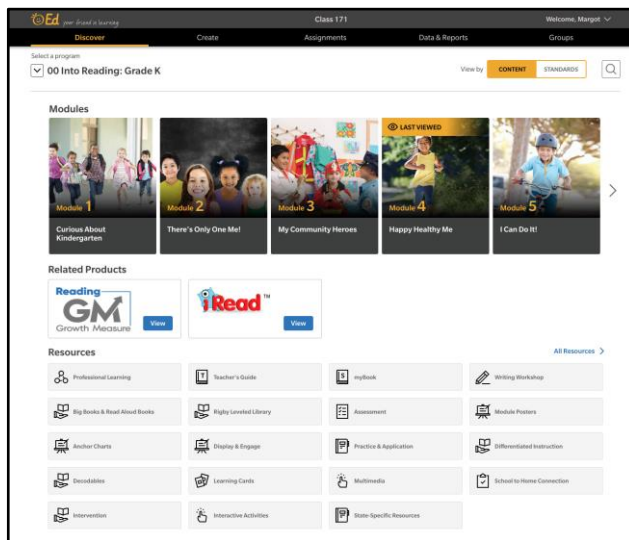 Ed your friend in learning
Class 171
Welcome, Margot
Discover
Create
Assignments
Data & Reports
Groups
Select a program
00 Into Reading: Grade K
View by
CONTENT
STANDARDS
Modules
LAST VIEWED
Module 1
Module 2
Module 3
Module 4
Module 5
Curious About
Kindergarten
There's Only One Me!
My Community Heroes
Happy Healthy Me
I Can Do It!
Related Products
Reading
GM
Growth Measure
View
iRead™
View
Resources
All Resources
Professional Learning
Teacher's Guide
myBook
Writing Workshop
Big Books & Read Aloud Books
Rigby Leveled Library
Assessment
Module Posters
Anchor Charts
Display & Engage
Practice & Application
Differentiated Instruction
Decodables
Learning Cards
Multimedia
School to Home Connection
Intervention
Interactive Activities
State-Specific Resources